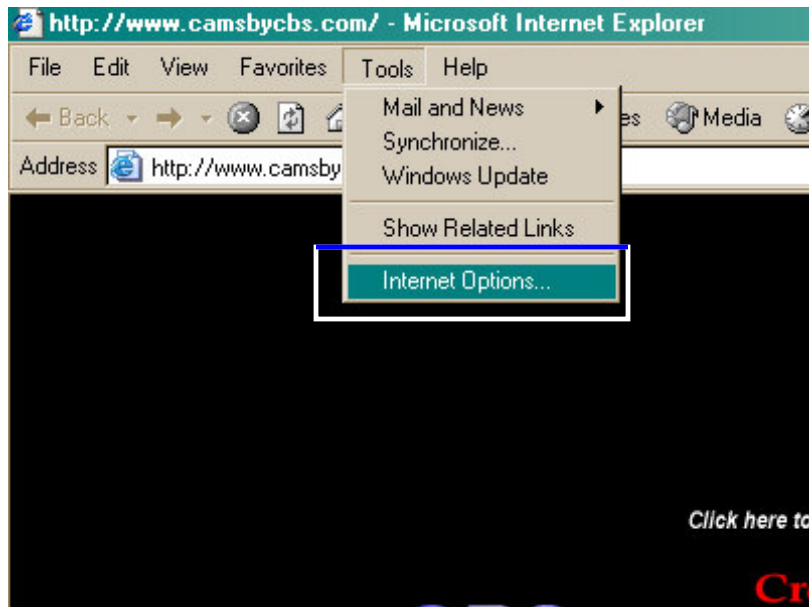 http://www.camsbycbs.com/ - Microsoft Internet Explorer
File Edit View Favorites Tools Help
Back Media
Address http://www.camsby
Mail and News
Synchronize...
Windows Update
Show Related Links
Internet Options...
Click here to